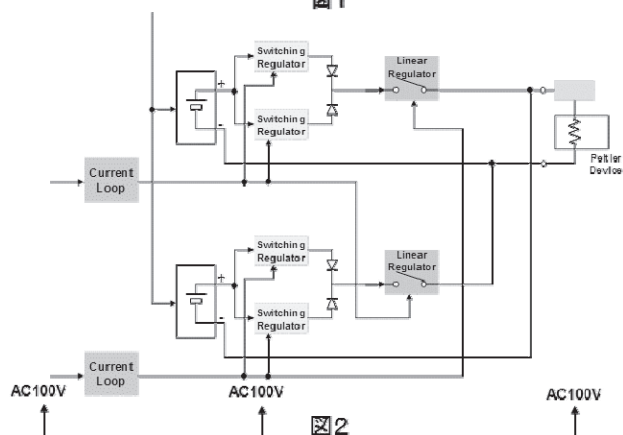 図1
Switching
Regulator
Linear
Regulator
+
-
Switching
Regulator
Peltier
Device
Current
Loop
Switching
Regulator
Linear
Regulator
+
-
Switching
Regulator
Current
Loop
AC100V
AC100V
AC100V
図2